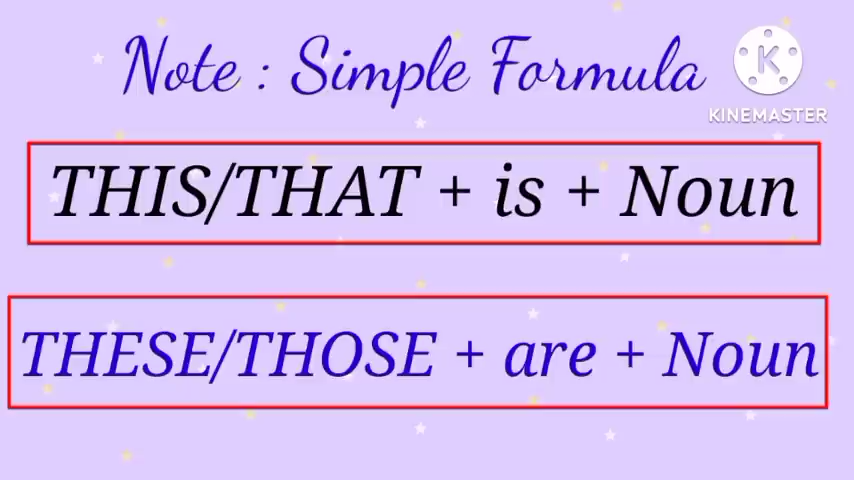 Note : Simple Formula
K
KINEMASTER
THIS/THAT + is + Noun
THESE/THOSE + are + Noun